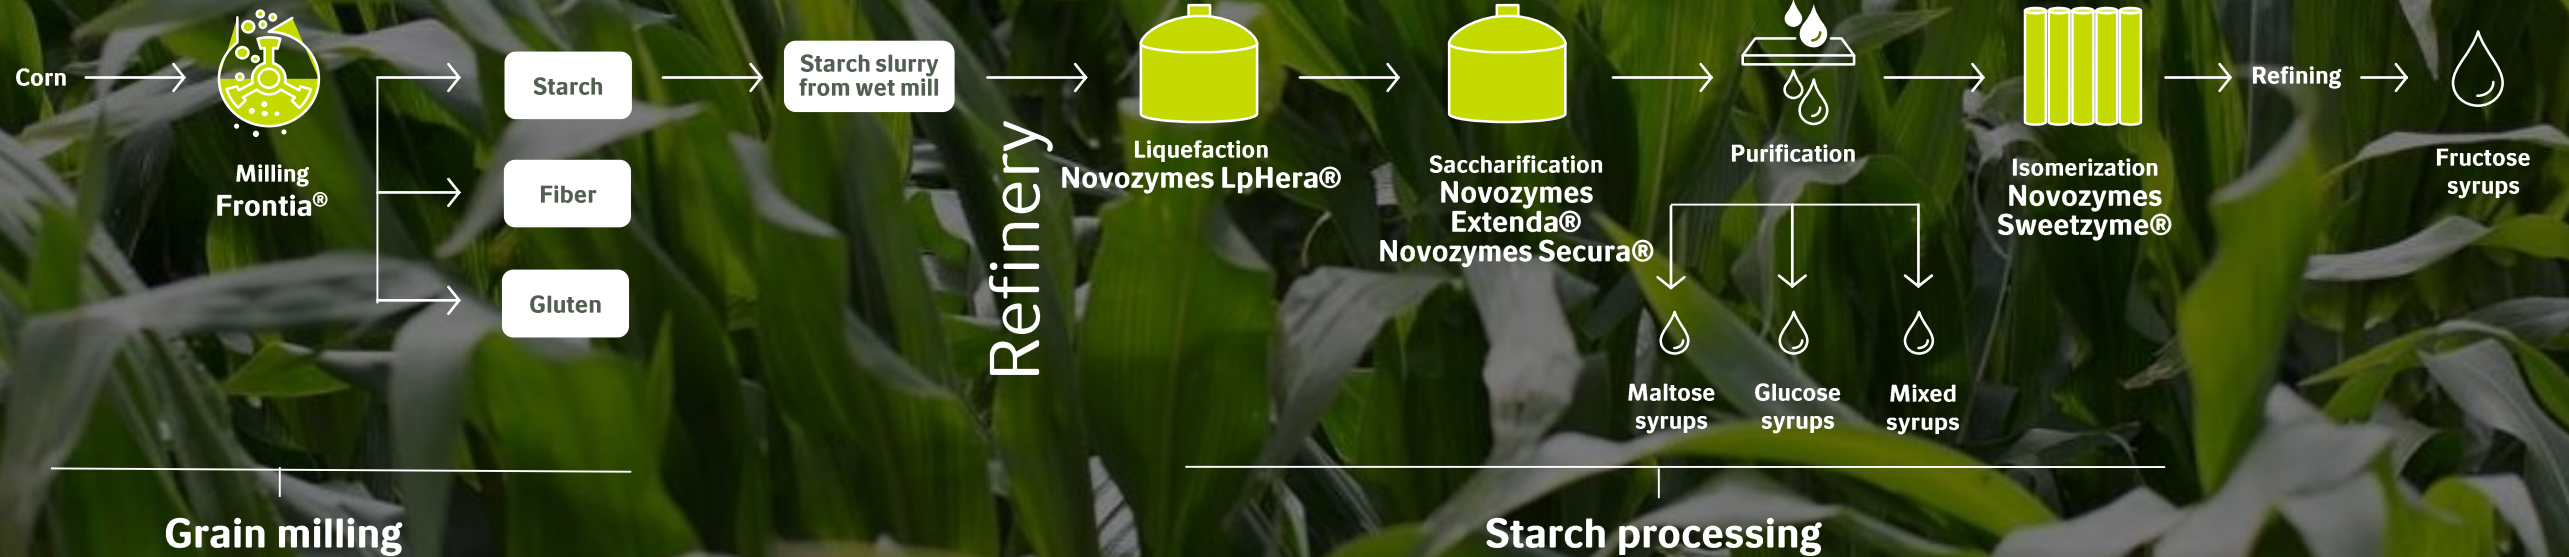 Corn
Milling
Frontia®
Starch
Fiber
Gluten
Starch slurry
from wet mill
Refinery
Liquefaction
Novozymes LpHera®
Saccharification
Novozymes
Extenda®
Novozymes Secura®
Purification
Maltose
syrups
Glucose
syrups
Mixed
syrups
Isomerization
Novozymes
Sweetzyme®
Refining
Fructose
syrups
Grain milling
Starch processing